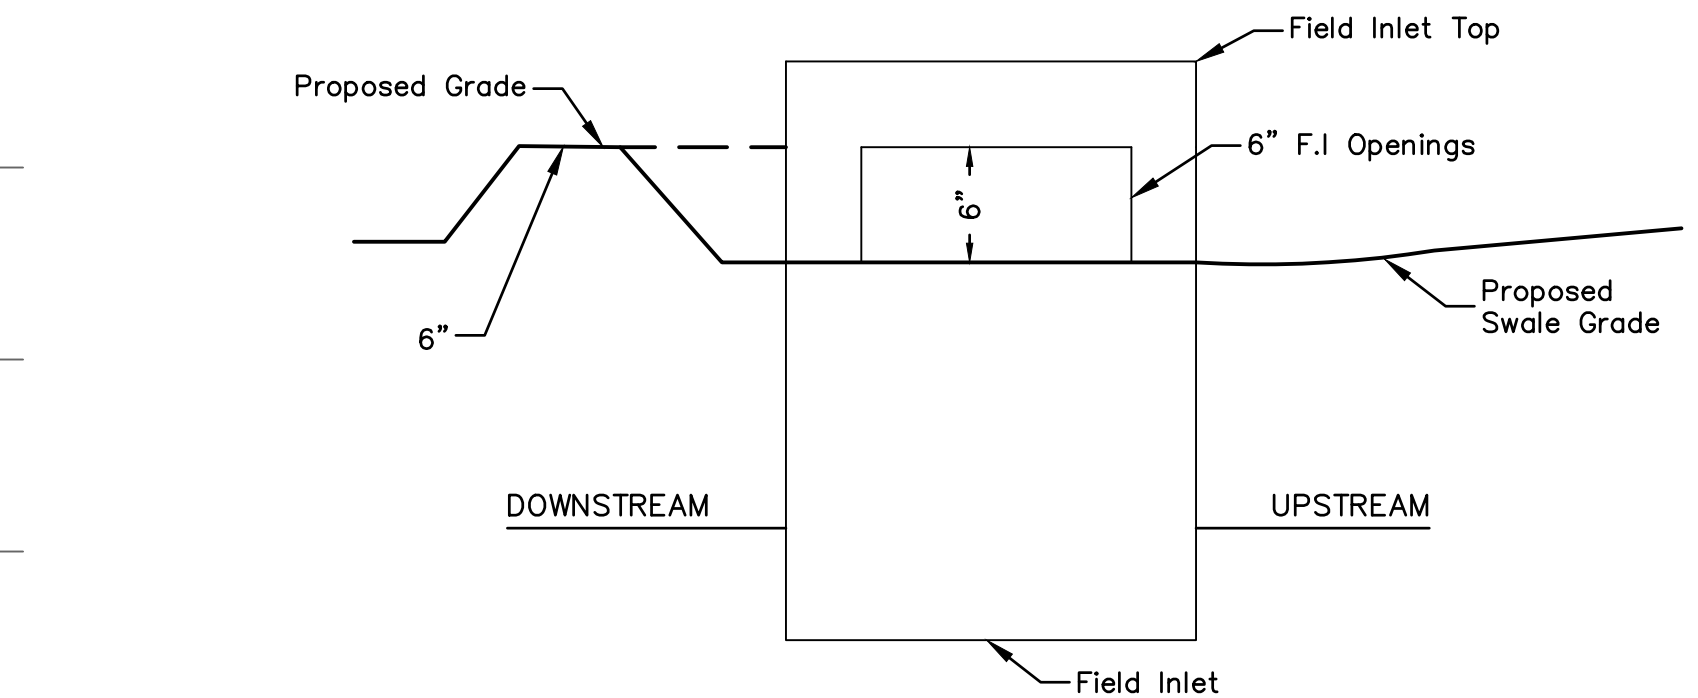 Field Inlet Top
Proposed Grade
6” F.I Openings
6”
Proposed
Swale Grade
6”
DOWNSTREAM
UPSTREAM
Field Inlet